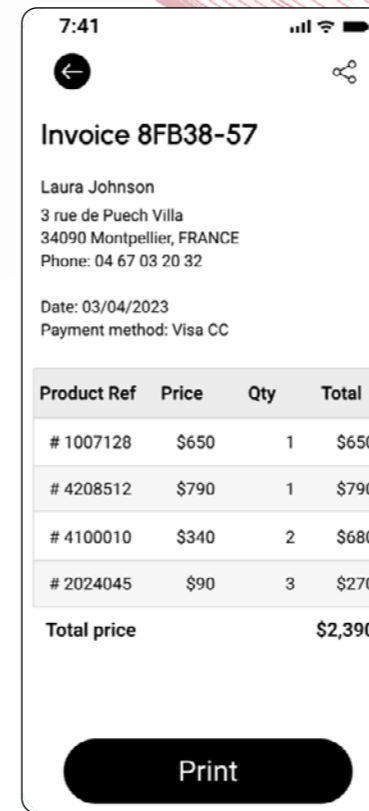 7:41
Invoice 8FB38-57
Laura Johnson
3 rue de Puech Villa
34090 Montpellier, FRANCE
Phone: 04 67 03 20 32
Date: 03/04/2023
Payment method: Visa CC
Product Ref Price Qty Total
# 1007128 $650 1 $650
# 4208512 $790 1 $790
# 4100010 $340 2 $680
# 2024045 $90 3 $270
Total price $2,390
Print